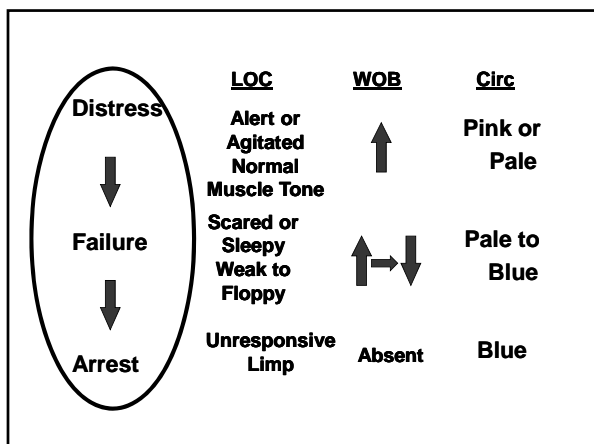 LOC WOB Circ
Distress
Alert or
Agitated
Normal
Muscle Tone
Pink or
Pale
Failure
Scared or
Sleepy
Weak to
Floppy
Pale to
Blue
Arrest
Unresponsive
Limp
Absent
Blue